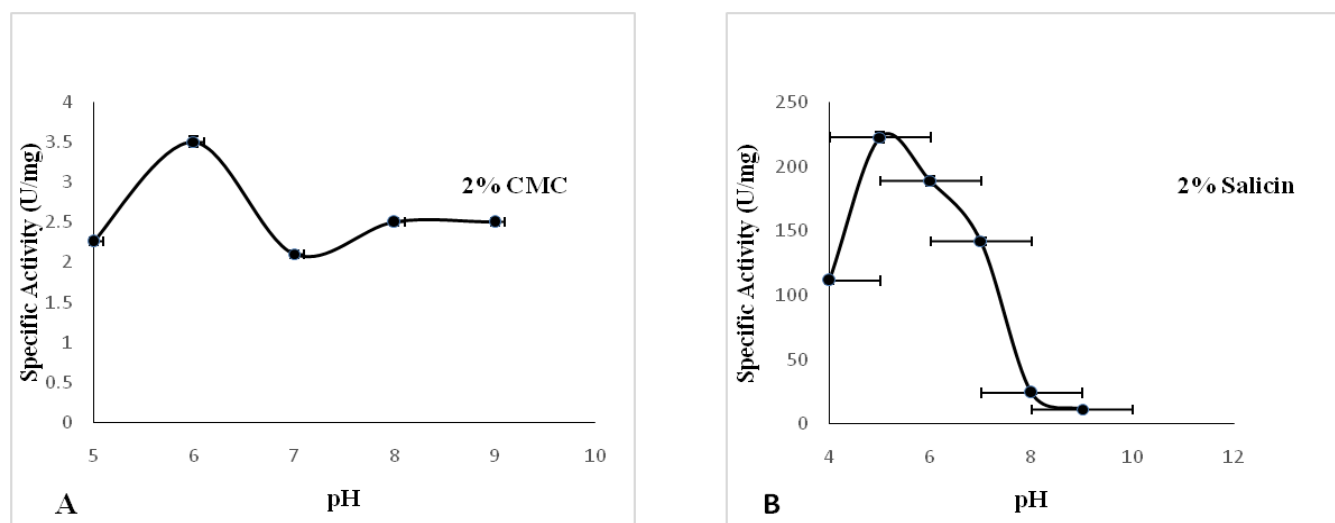 4
3.5
3
2.5
2
1.5
1
0.5
0
5 6 7 8 9 10
Specific Activity (U/mg)
2% CMC
pH
A
250
200
150
100
50
0
4 6 8 10 12
Specific Activity (U/mg)
2% Salicin
pH
B